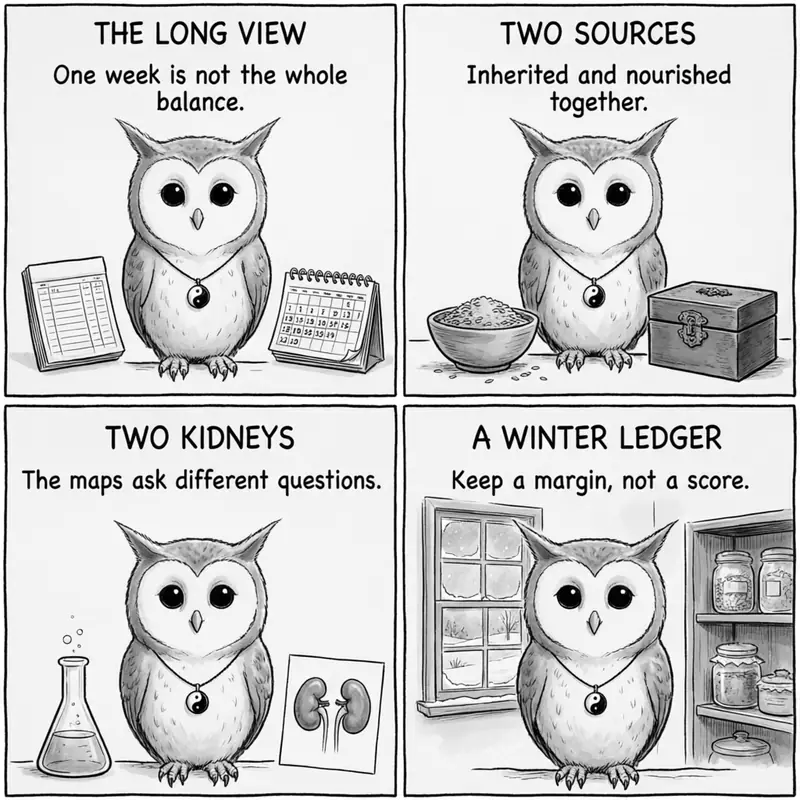 THE LONG VIEW
One week is not the whole
balance.
TWO SOURCES
Inherited and nourished
together.
TWO KIDNEYS
The maps ask different questions.
A WINTER LEDGER
Keep a margin, not a score.